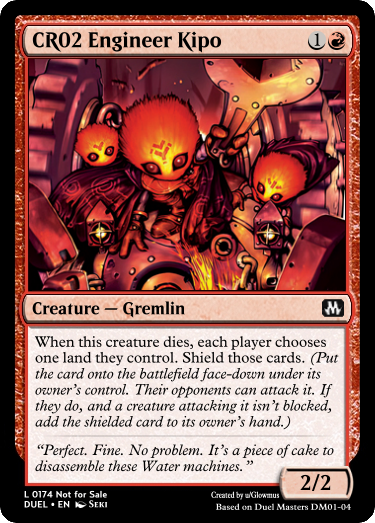 CR02 Engineer Kipo
1
Creature — Gremlin
When this creature dies, each player chooses
one land they control. Shield those cards. (Put
the card onto the battlefield face-down under its
owner's control. Their opponents can attack it. If
they do, and a creature attacking it isn't blocked,
add the shielded card to its owner's hand.)
"Perfect. Fine. No problem. It's a piece of cake to
disassemble these Water machines."
2/2
L 0174 Not for Sale
DUEL • EN SEKI
Created by u/Glowmus
Based on Duel Masters DM01-04